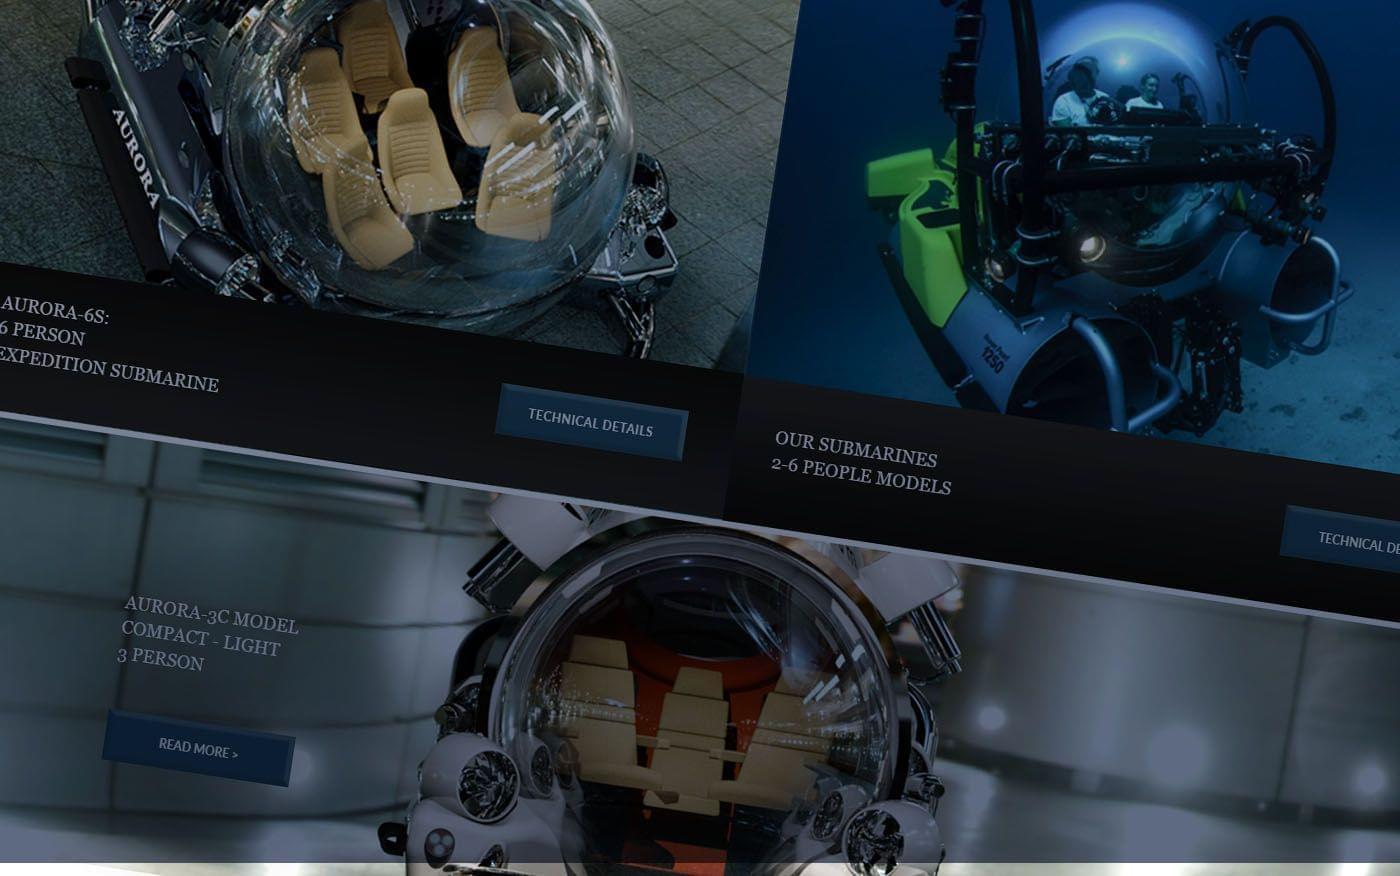 AURORA
AURORA-6S:
6 PERSON
EXPEDITION SUBMARINE
TECHNICAL DETAILS
1250
OUR SUBMARINES
2-6 PEOPLE MODELS
TECHNICAL DE
AURORA-3C MODEL
COMPACT - LIGHT
3 PERSON
READ MORE >